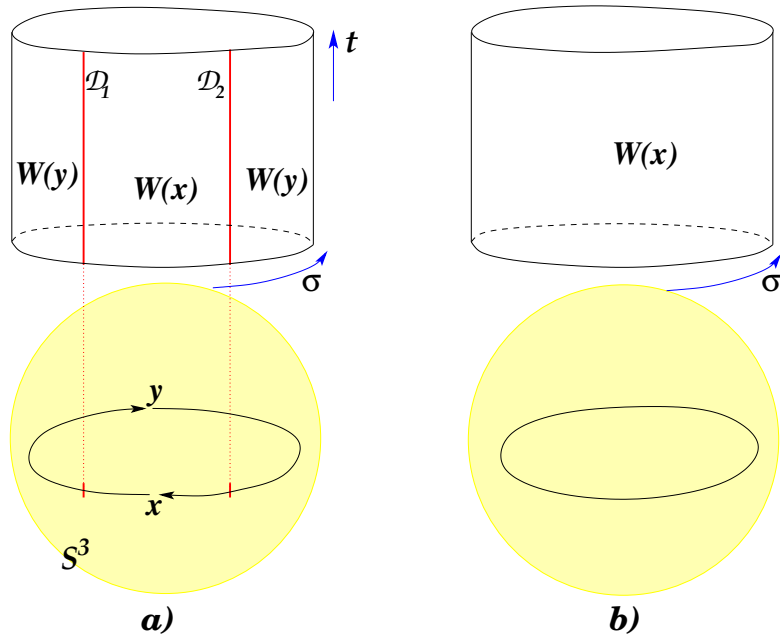 D₁ D₂ t
W(y) W(x) W(y) W(x)
σ σ
y
x
S³
a) b)